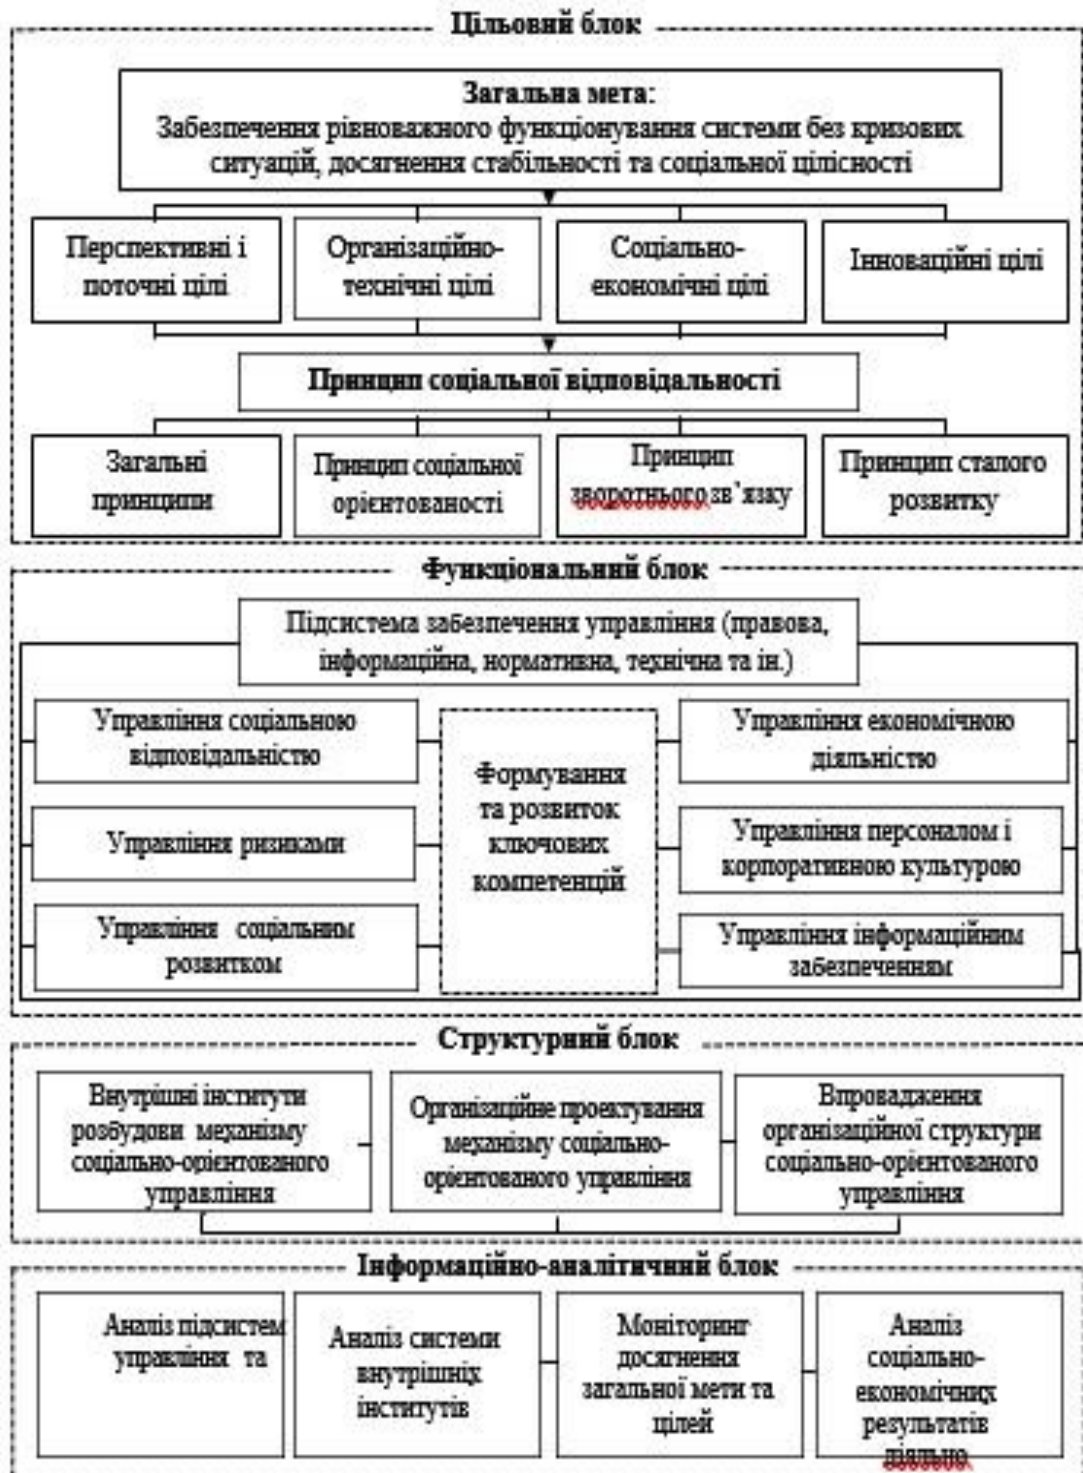 Цільовий блок
Загальна мета:
Забезпечення рівноважного функціонування системи без кризових
ситуацій, досягнення стабільності та соціальної цілісності
Перспективні і
поточні цілі
Організаційно-
технічні цілі
Соціально-
економічні цілі
Інноваційні цілі
Принцип соціальної відповідальності
Загальні
принципи
Принцип соціальної
орієнтованості
Принцип
зворотнього зв`язку
Принцип сталого
розвитку
Функціональний блок
Підсистема забезпечення управління (правова,
інформаційна, нормативна, технічна та ін.)
Управління соціальною
відповідальністю
Управління ризиками
Управління соціальним
розвитком
Формування
та розвиток
ключових
компетенцій
Управління економічною
діяльністю
Управління персоналом і
корпоративною культурою
Управління інформаційним
забезпеченням
Структурний блок
Внутрішні інститути
розбудови механізму
соціально-орієнтованого
управління
Організаційне проектування
механізму соціально-
орієнтованого управління
Впровадження
організаційної структури
соціально-орієнтованого
управління
Інформаційно-аналітичний блок
Аналіз підсистем
управління та
Аналіз системи
внутрішніх
інститутів
Моніторинг
досягнення
загальної мети та
цілей
Аналіз
соціально-
економічних
результатів
діяльно